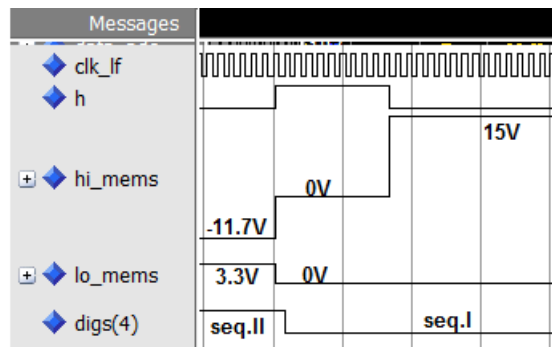 Messages
clk_lf
h
15V
hi_mems
0V
-11.7V
lo_mems
3.3V
0V
digs(4)
seq.II
seq.I